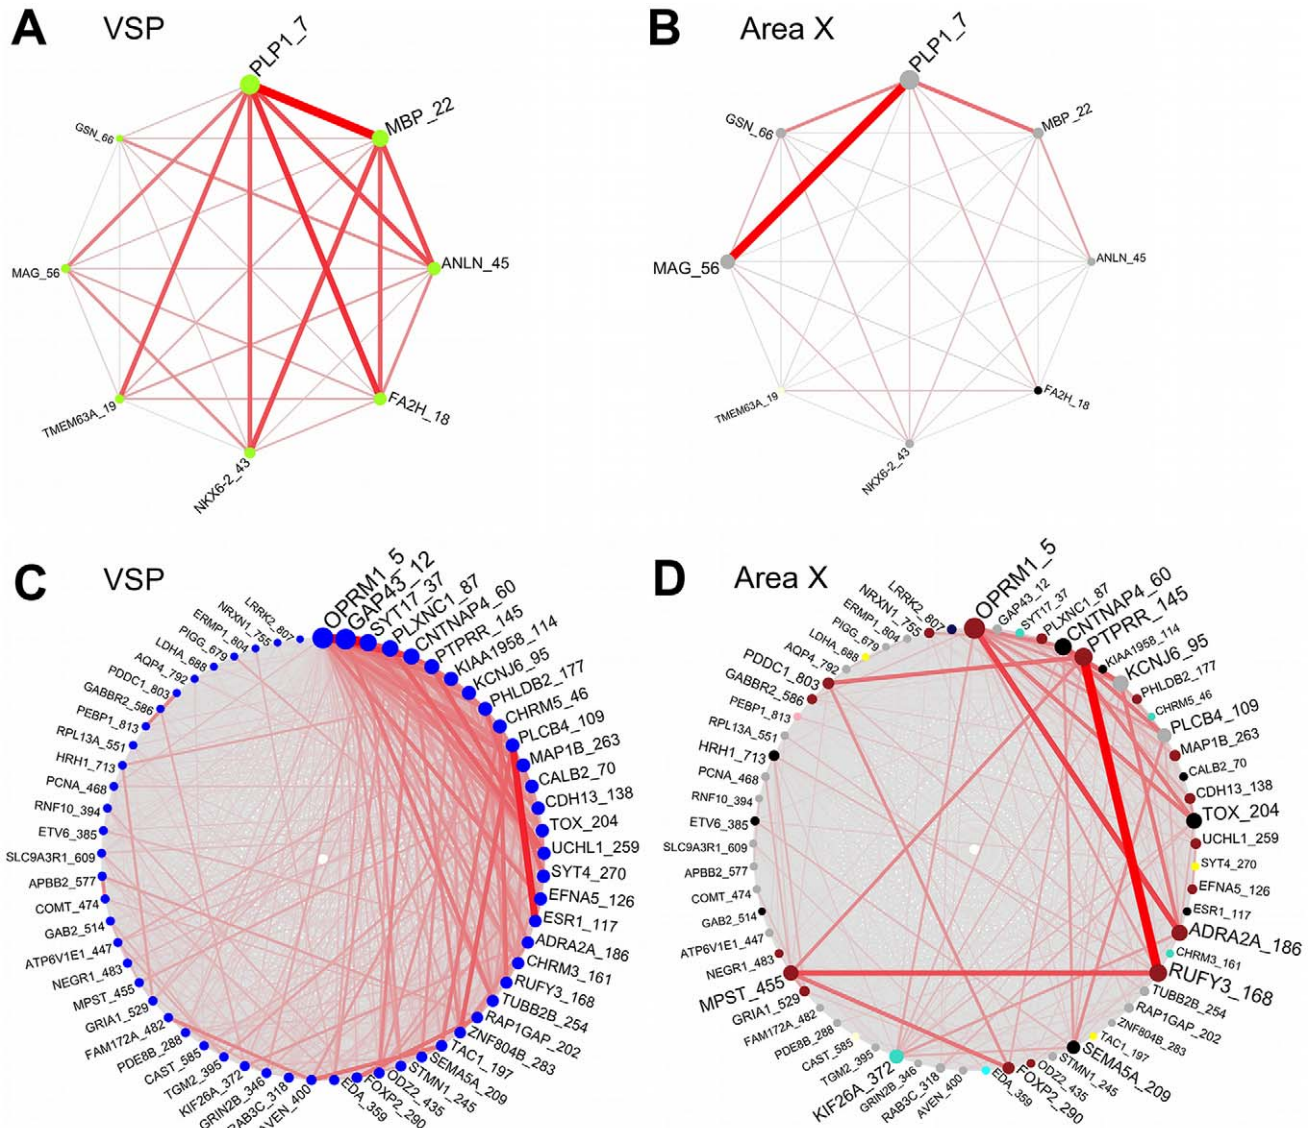 A
VSP
PLP1_7
MBP_22
ANLN_45
FA2H_18
NKX6-2_43
TMEM63A_19
MAG_56
GSN_66
B
Area X
PLP1_7
MBP_22
ANLN_45
FA2H_18
NKX6-2_43
TMEM63A_19
MAG_56
GSN_66
C
VSP
OPRM1_5
GAP43_12
SYT17_37
PLXNC1_87
CNTNAP4_60
PTPRR_145
KIAA1958_114
KCNJ6_95
PHLDB2_177
CHRM5_46
PLCB4_109
MAP1B_263
CALB2_70
CDH13_138
TOX_204
UCHL1_259
SYT4_270
EFNA5_126
ESR1_117
ADRA2A_186
CHRM3_161
RUFY3_168
TUBB2B_254
RAP1GAP_202
ZNF804B_283
TAC1_197
SEMA5A_209
STMN1_245
ODZ2_435
FOXP2_290
EDA_359
AVEN_400
RAB3C_318
GRIN2B_346
KIF26A_372
TGM2_395
CAST_585
PDE8B_288
FAM172A_482
GRIA1_529
MPST_455
NEGR1_483
ATP6V1E1_447
GAB2_514
COMT_474
APBB2_577
SLC9A3R1_609
ETV6_385
RNF10_394
PCNA_468
HRH1_713
RPL13A_551
PEBP1_813
GABBR2_586
PDDC1_803
AQP4_792
LDHA_688
PIGG_679
ERMP1_804
NRXN1_755
LRRK2_807
D
Area X
OPRM1_5
GAP43_12
SYT17_37
PLXNC1_87
CNTNAP4_60
PTPRR_145
KIAA1958_114
KCNJ6_95
PHLDB2_177
CHRM5_46
PLCB4_109
MAP1B_263
CALB2_70
CDH13_138
TOX_204
UCHL1_259
SYT4_270
EFNA5_126
ESR1_117
ADRA2A_186
CHRM3_161
RUFY3_168
TUBB2B_254
RAP1GAP_202
ZNF804B_283
TAC1_197
SEMA5A_209
STMN1_245
ODZ2_435
FOXP2_290
EDA_359
AVEN_400
RAB3C_318
GRIN2B_346
KIF26A_372
TGM2_395
CAST_585
PDE8B_288
FAM172A_482
GRIA1_529
MPST_455
NEGR1_483
ATP6V1E1_447
GAB2_514
COMT_474
APBB2_577
SLC9A3R1_609
ETV6_385
RNF10_394
PCNA_468
HRH1_713
RPL13A_551
PEBP1_813
GABBR2_586
PDDC1_803
AQP4_792
LDHA_688
PIGG_679
ERMP1_804
NRXN1_755
LRRK2_807